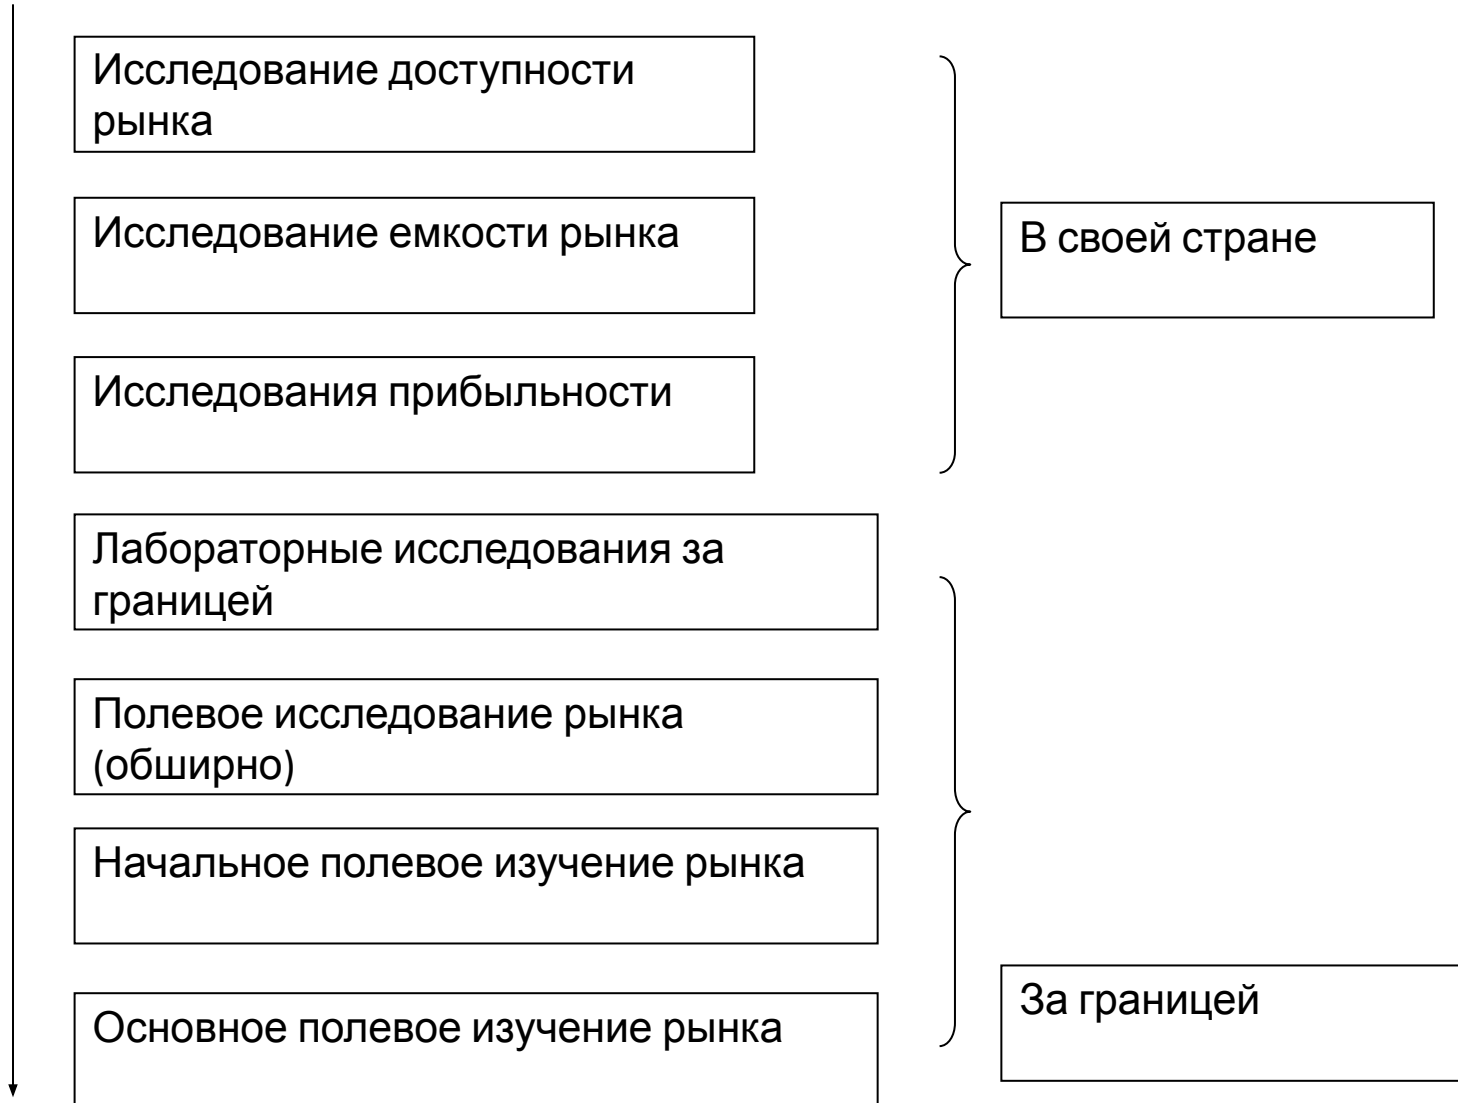 Исследование доступности
рынка
Исследование емкости рынка
В своей стране
Исследования прибыльности
Лабораторные исследования за
границей
Полевое исследование рынка
(обширно)
Начальное полевое изучение рынка
За границей
Основное полевое изучение рынка